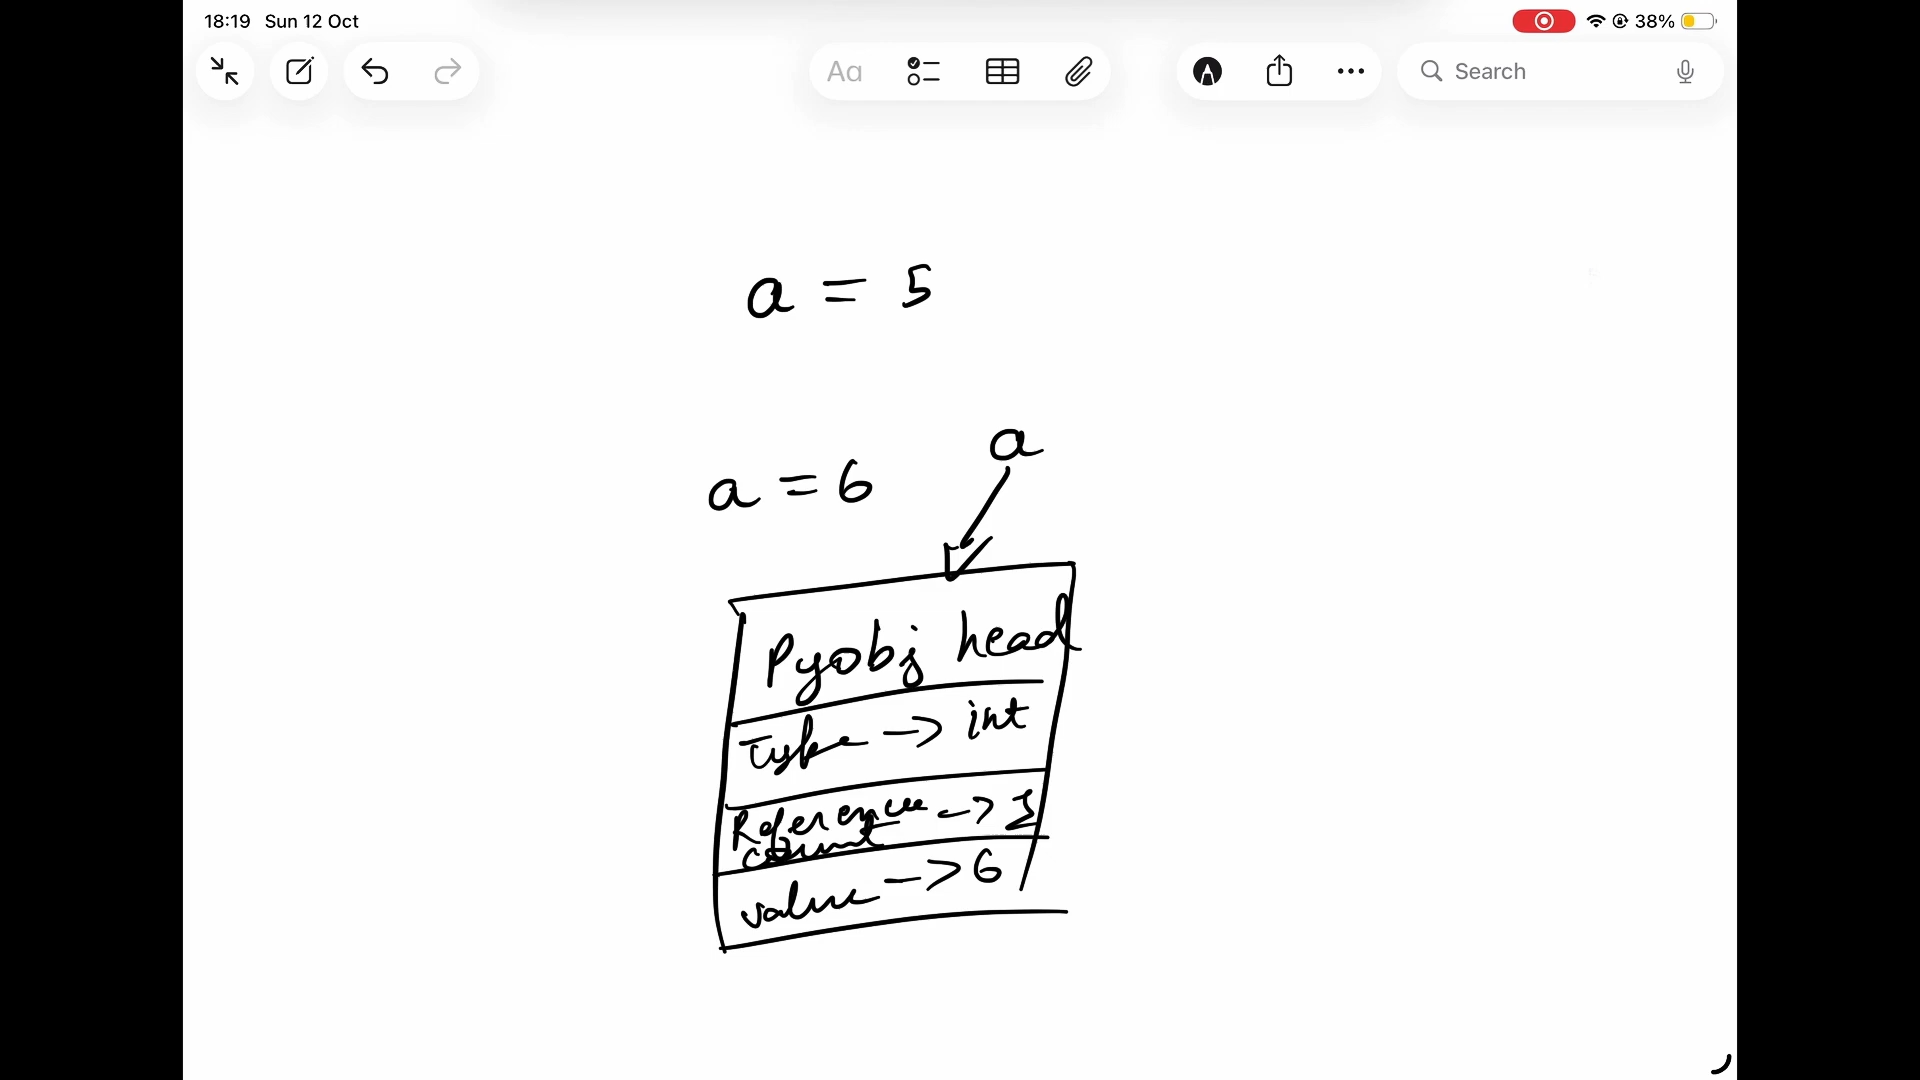 18:19 Sun 12 Oct
38%
Aa
Search
a = 5
a
a = 6
Pyobj head
Type -> int
Reference -> 1
count
value -> 6